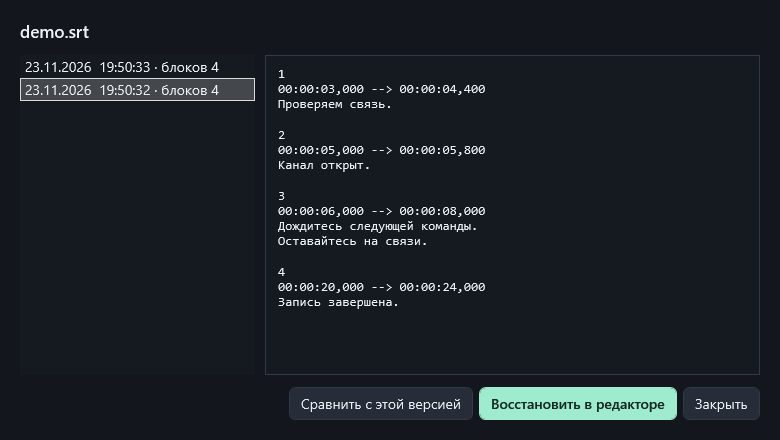 demo.srt
23.11.2026  19:50:33 · блоков 4
23.11.2026  19:50:32 · блоков 4
1
00:00:03,000 --> 00:00:04,400
Проверяем связь.
2
00:00:05,000 --> 00:00:05,800
Канал открыт.
3
00:00:06,000 --> 00:00:08,000
Дождитесь следующей команды.
Оставайтесь на связи.
4
00:00:20,000 --> 00:00:24,000
Запись завершена.
Сравнить с этой версией
Восстановить в редакторе
Закрыть